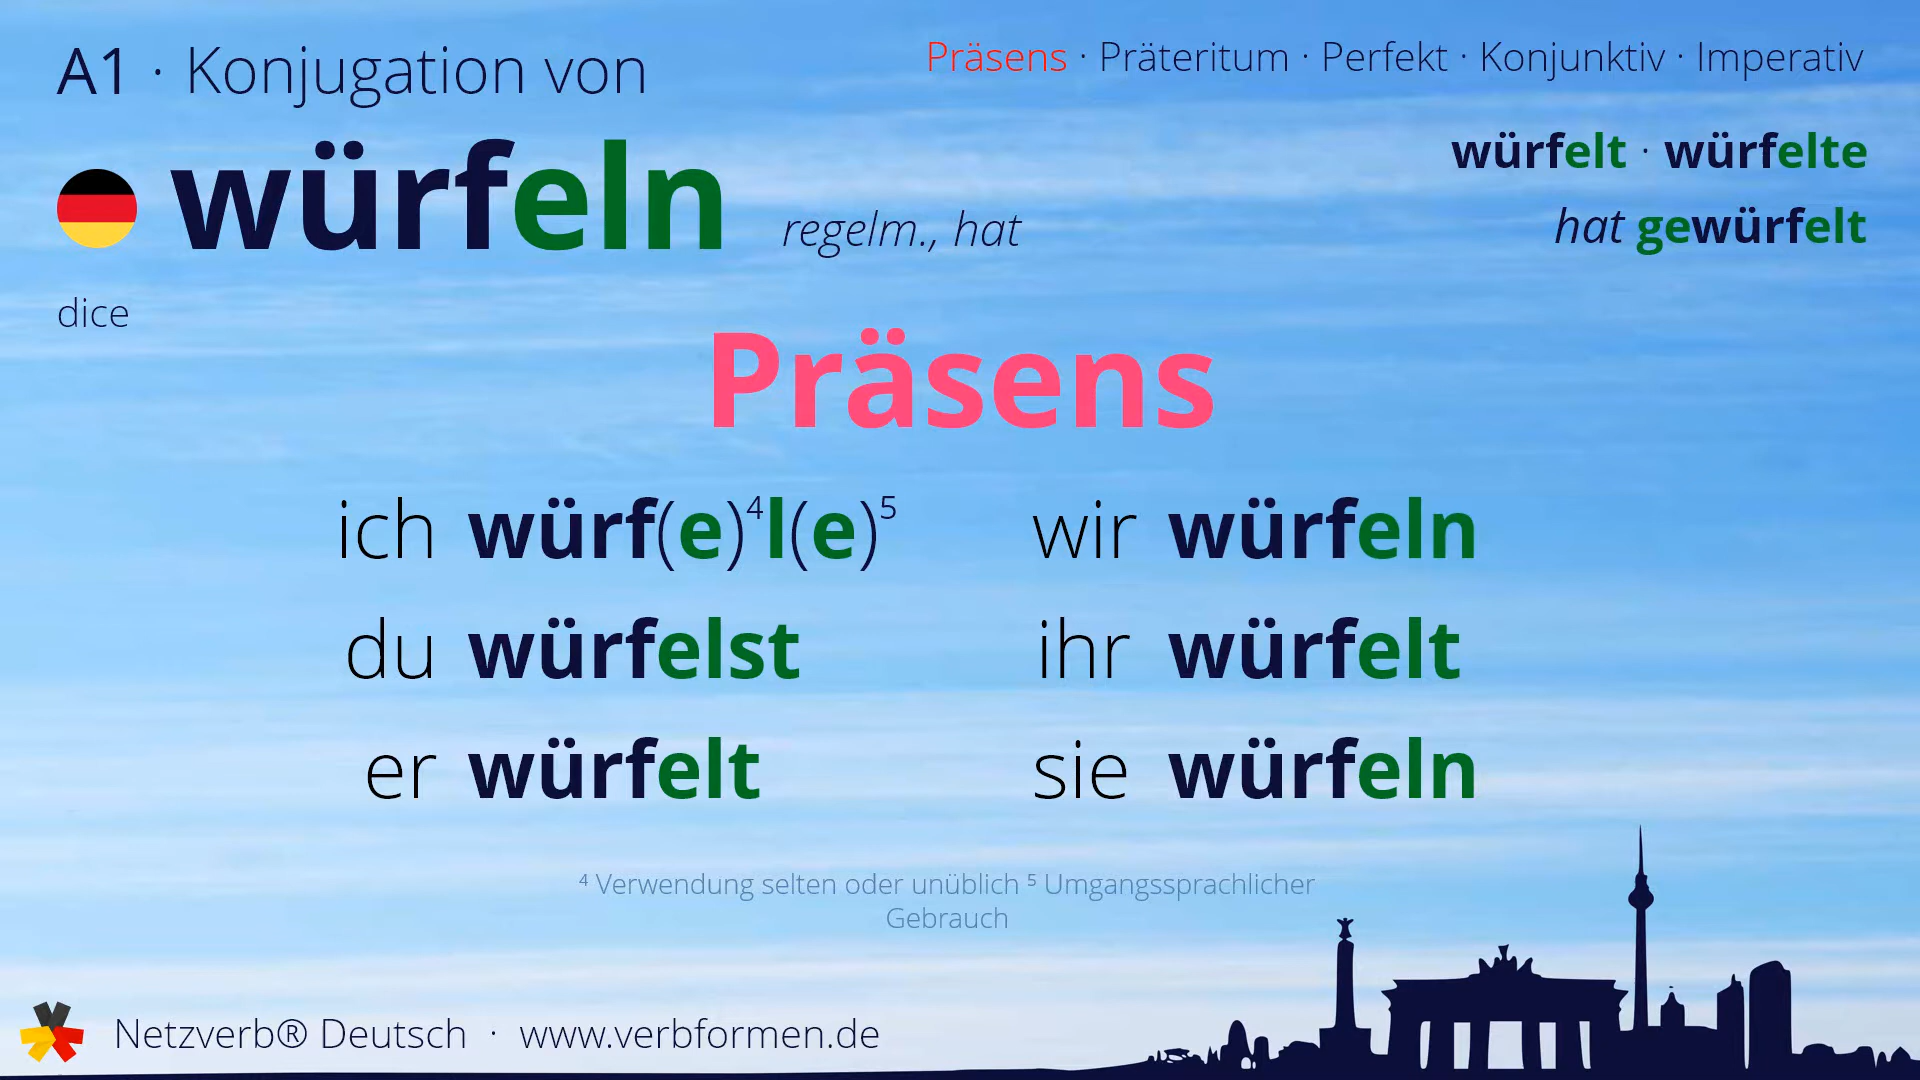 A1 · Konjugation von
Präsens · Präteritum · Perfekt · Konjunktiv · Imperativ
würfeln regelm., hat
würfelt · würfelte
hat gewürfelt
dice
Präsens
ich würf(e)⁴l(e)⁵
wir würfeln
du würfelst
ihr würfelt
er würfelt
sie würfeln
⁴ Verwendung selten oder unüblich ⁵ Umgangssprachlicher
Gebrauch
Netzverb® Deutsch · www.verbformen.de